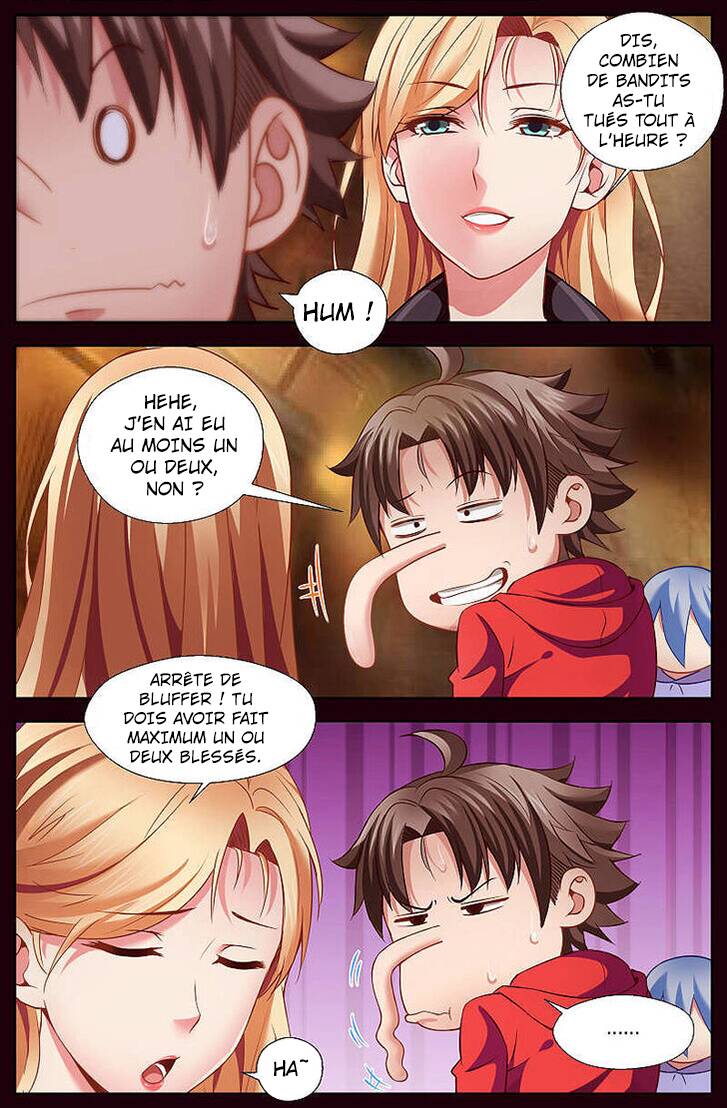 DIS,
COMBIEN
DE BANDITS
AS-TU
TUÉS TOUT À
L'HEURE ?
HUM !
HEHE,
J'EN AI EU
AU MOINS UN
OU DEUX,
NON ?
ARRÊTE DE
BLUFFER ! TU
DOIS AVOIR FAIT
MAXIMUM UN OU
DEUX BLESSÉS.
HA~
......